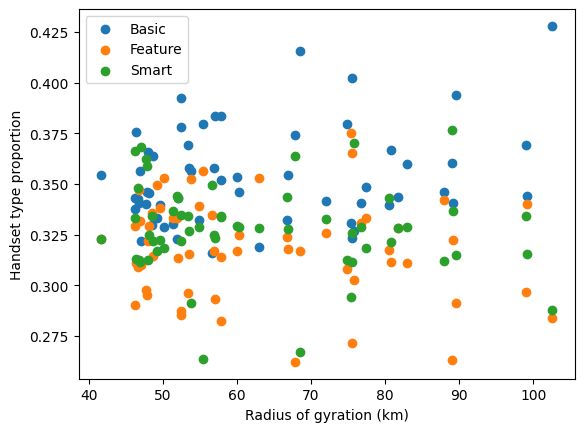 Basic
Feature
Smart
0.425
0.400
0.375
0.350
0.325
0.300
0.275
Handset type proportion
40 50 60 70 80 90 100
Radius of gyration (km)